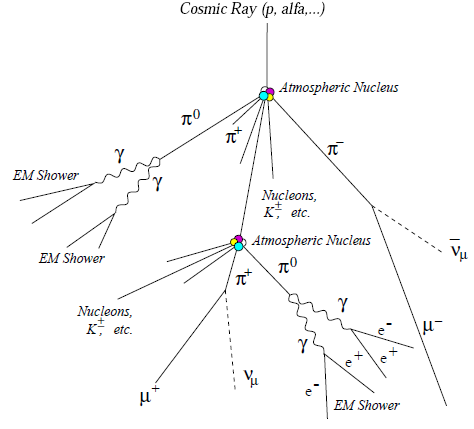 Cosmic Ray (p, alfa,...)
Atmospheric Nucleus
π⁰
π⁺
π⁻
γ
γ
EM Shower
EM Shower
Nucleons,
K±, etc.
Atmospheric Nucleus
ν̅μ
π⁺
π⁰
Nucleons,
K±, etc.
γ
γ
e⁻
e⁺
μ⁻
νμ
e⁺
e⁻
μ⁺
EM Shower